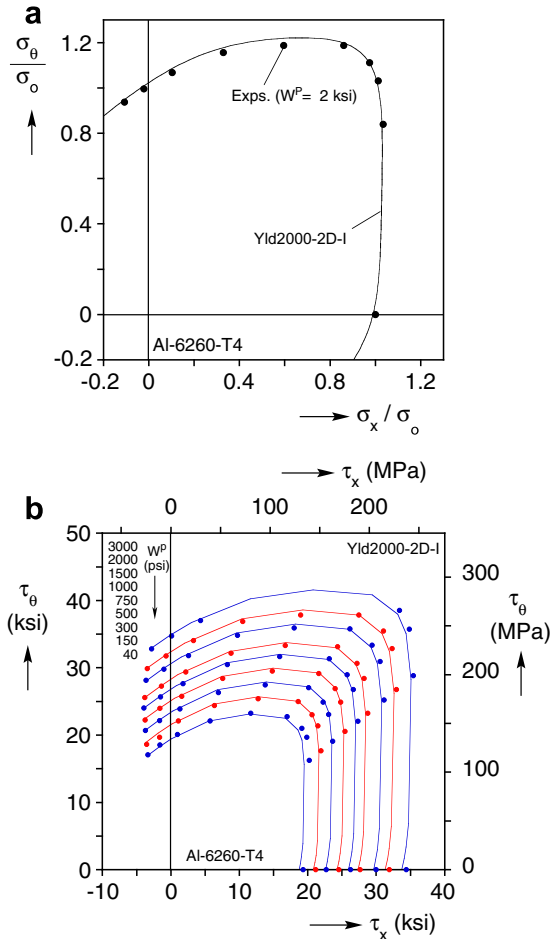 a
σθ
σo
1.2
0.8
0.4
0
-0.2
Exps. (Wᴾ= 2 ksi)
Yld2000-2D-I
Al-6260-T4
-0.2 0 0.4 0.8 1.2
σx / σo
τx (MPa)
0 100 200
b
50
40
30
20
10
0
τθ
(ksi)
3000
2000
1500
1000
750
500
300
150
40
Wᴾ
(psi)
Yld2000-2D-I
300
200
100
0
τθ
(MPa)
Al-6260-T4
-10 0 10 20 30 40
τx (ksi)